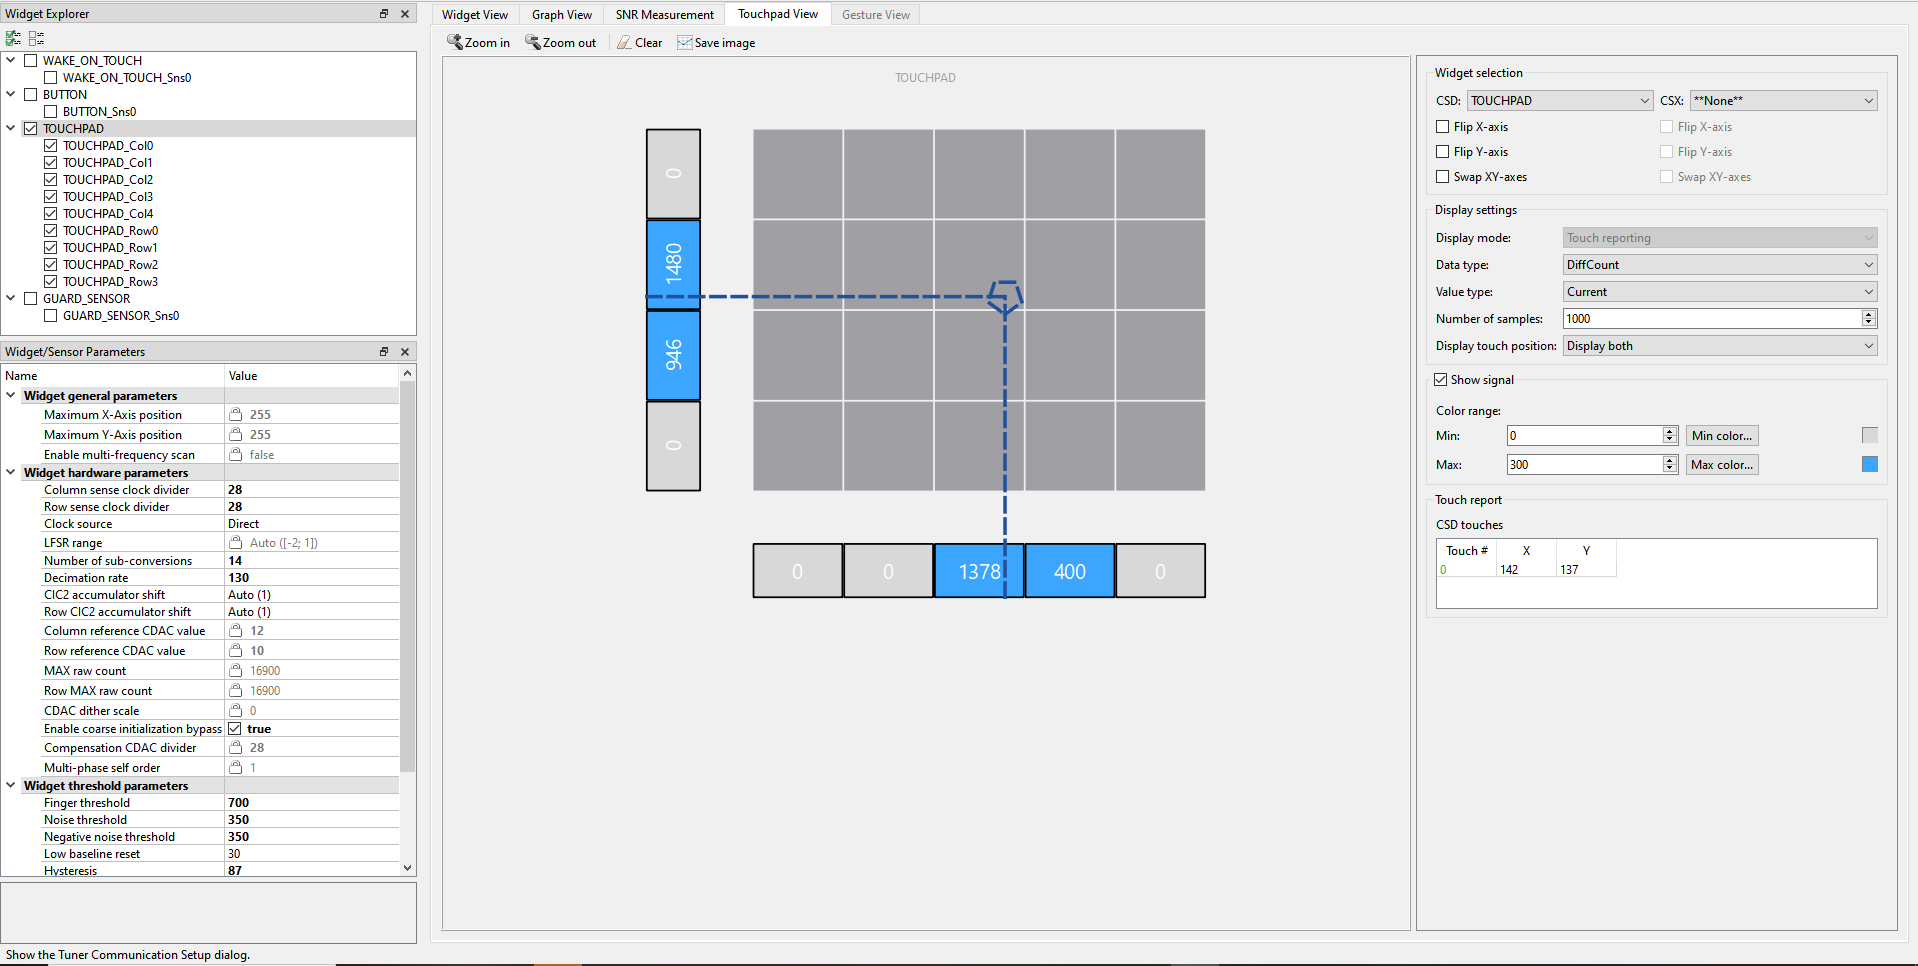 Widget Explorer
WAKE_ON_TOUCH
WAKE_ON_TOUCH_Sns0
BUTTON
BUTTON_Sns0
TOUCHPAD
TOUCHPAD_Col0
TOUCHPAD_Col1
TOUCHPAD_Col2
TOUCHPAD_Col3
TOUCHPAD_Col4
TOUCHPAD_Row0
TOUCHPAD_Row1
TOUCHPAD_Row2
TOUCHPAD_Row3
GUARD_SENSOR
GUARD_SENSOR_Sns0
Widget/Sensor Parameters
Name Value
Widget general parameters
Maximum X-Axis position 255
Maximum Y-Axis position 255
Enable multi-frequency scan false
Widget hardware parameters
Column sense clock divider 28
Row sense clock divider 28
Clock source Direct
LFSR range Auto ([-2; 1])
Number of sub-conversions 14
Decimation rate 130
CIC2 accumulator shift Auto (1)
Row CIC2 accumulator shift Auto (1)
Column reference CDAC value 12
Row reference CDAC value 10
MAX raw count 16900
Row MAX raw count 16900
CDAC dither scale 0
Enable coarse initialization bypass true
Compensation CDAC divider 28
Multi-phase self order 1
Widget threshold parameters
Finger threshold 700
Noise threshold 350
Negative noise threshold 350
Low baseline reset 30
Hysteresis 87
Show the Tuner Communication Setup dialog.
Widget View Graph View SNR Measurement Touchpad View Gesture View
Zoom in Zoom out Clear Save image
TOUCHPAD
0
1480
946
0
0 0 1378 400 0
Widget selection
CSD: TOUCHPAD CSX: **None**
Flip X-axis Flip X-axis
Flip Y-axis Flip Y-axis
Swap XY-axes Swap XY-axes
Display settings
Display mode: Touch reporting
Data type: DiffCount
Value type: Current
Number of samples: 1000
Display touch position: Display both
Show signal
Color range:
Min: 0 Min color...
Max: 300 Max color...
Touch report
CSD touches
Touch # X Y
0 142 137